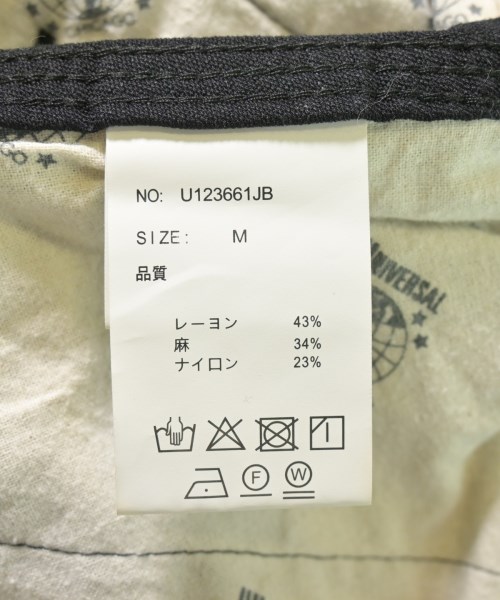 NO: U123661JB
SIZE: M
品質
レーヨン 43%
麻 34%
ナイロン 23%
F W
UNIVERSAL